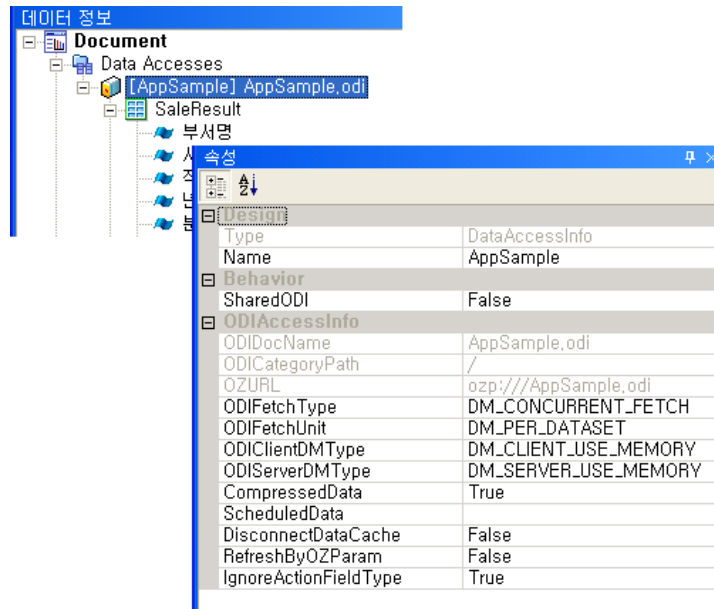 데이터 정보
Document
Data Accesses
[AppSample] AppSample,odi
SaleResult
부서명
속성
Design
Type DataAccessInfo
Name AppSample
Behavior
SharedODI False
ODIAccessInfo
ODIDocName AppSample,odi
ODICategoryPath /
OZURL ozp:///AppSample,odi
ODIFetchType DM_CONCURRENT_FETCH
ODIFetchUnit DM_PER_DATASET
ODIClientDMType DM_CLIENT_USE_MEMORY
ODIServerDMType DM_SERVER_USE_MEMORY
CompressedData True
ScheduledData
DisconnectDataCache False
RefreshByOZParam False
IgnoreActionFieldType True